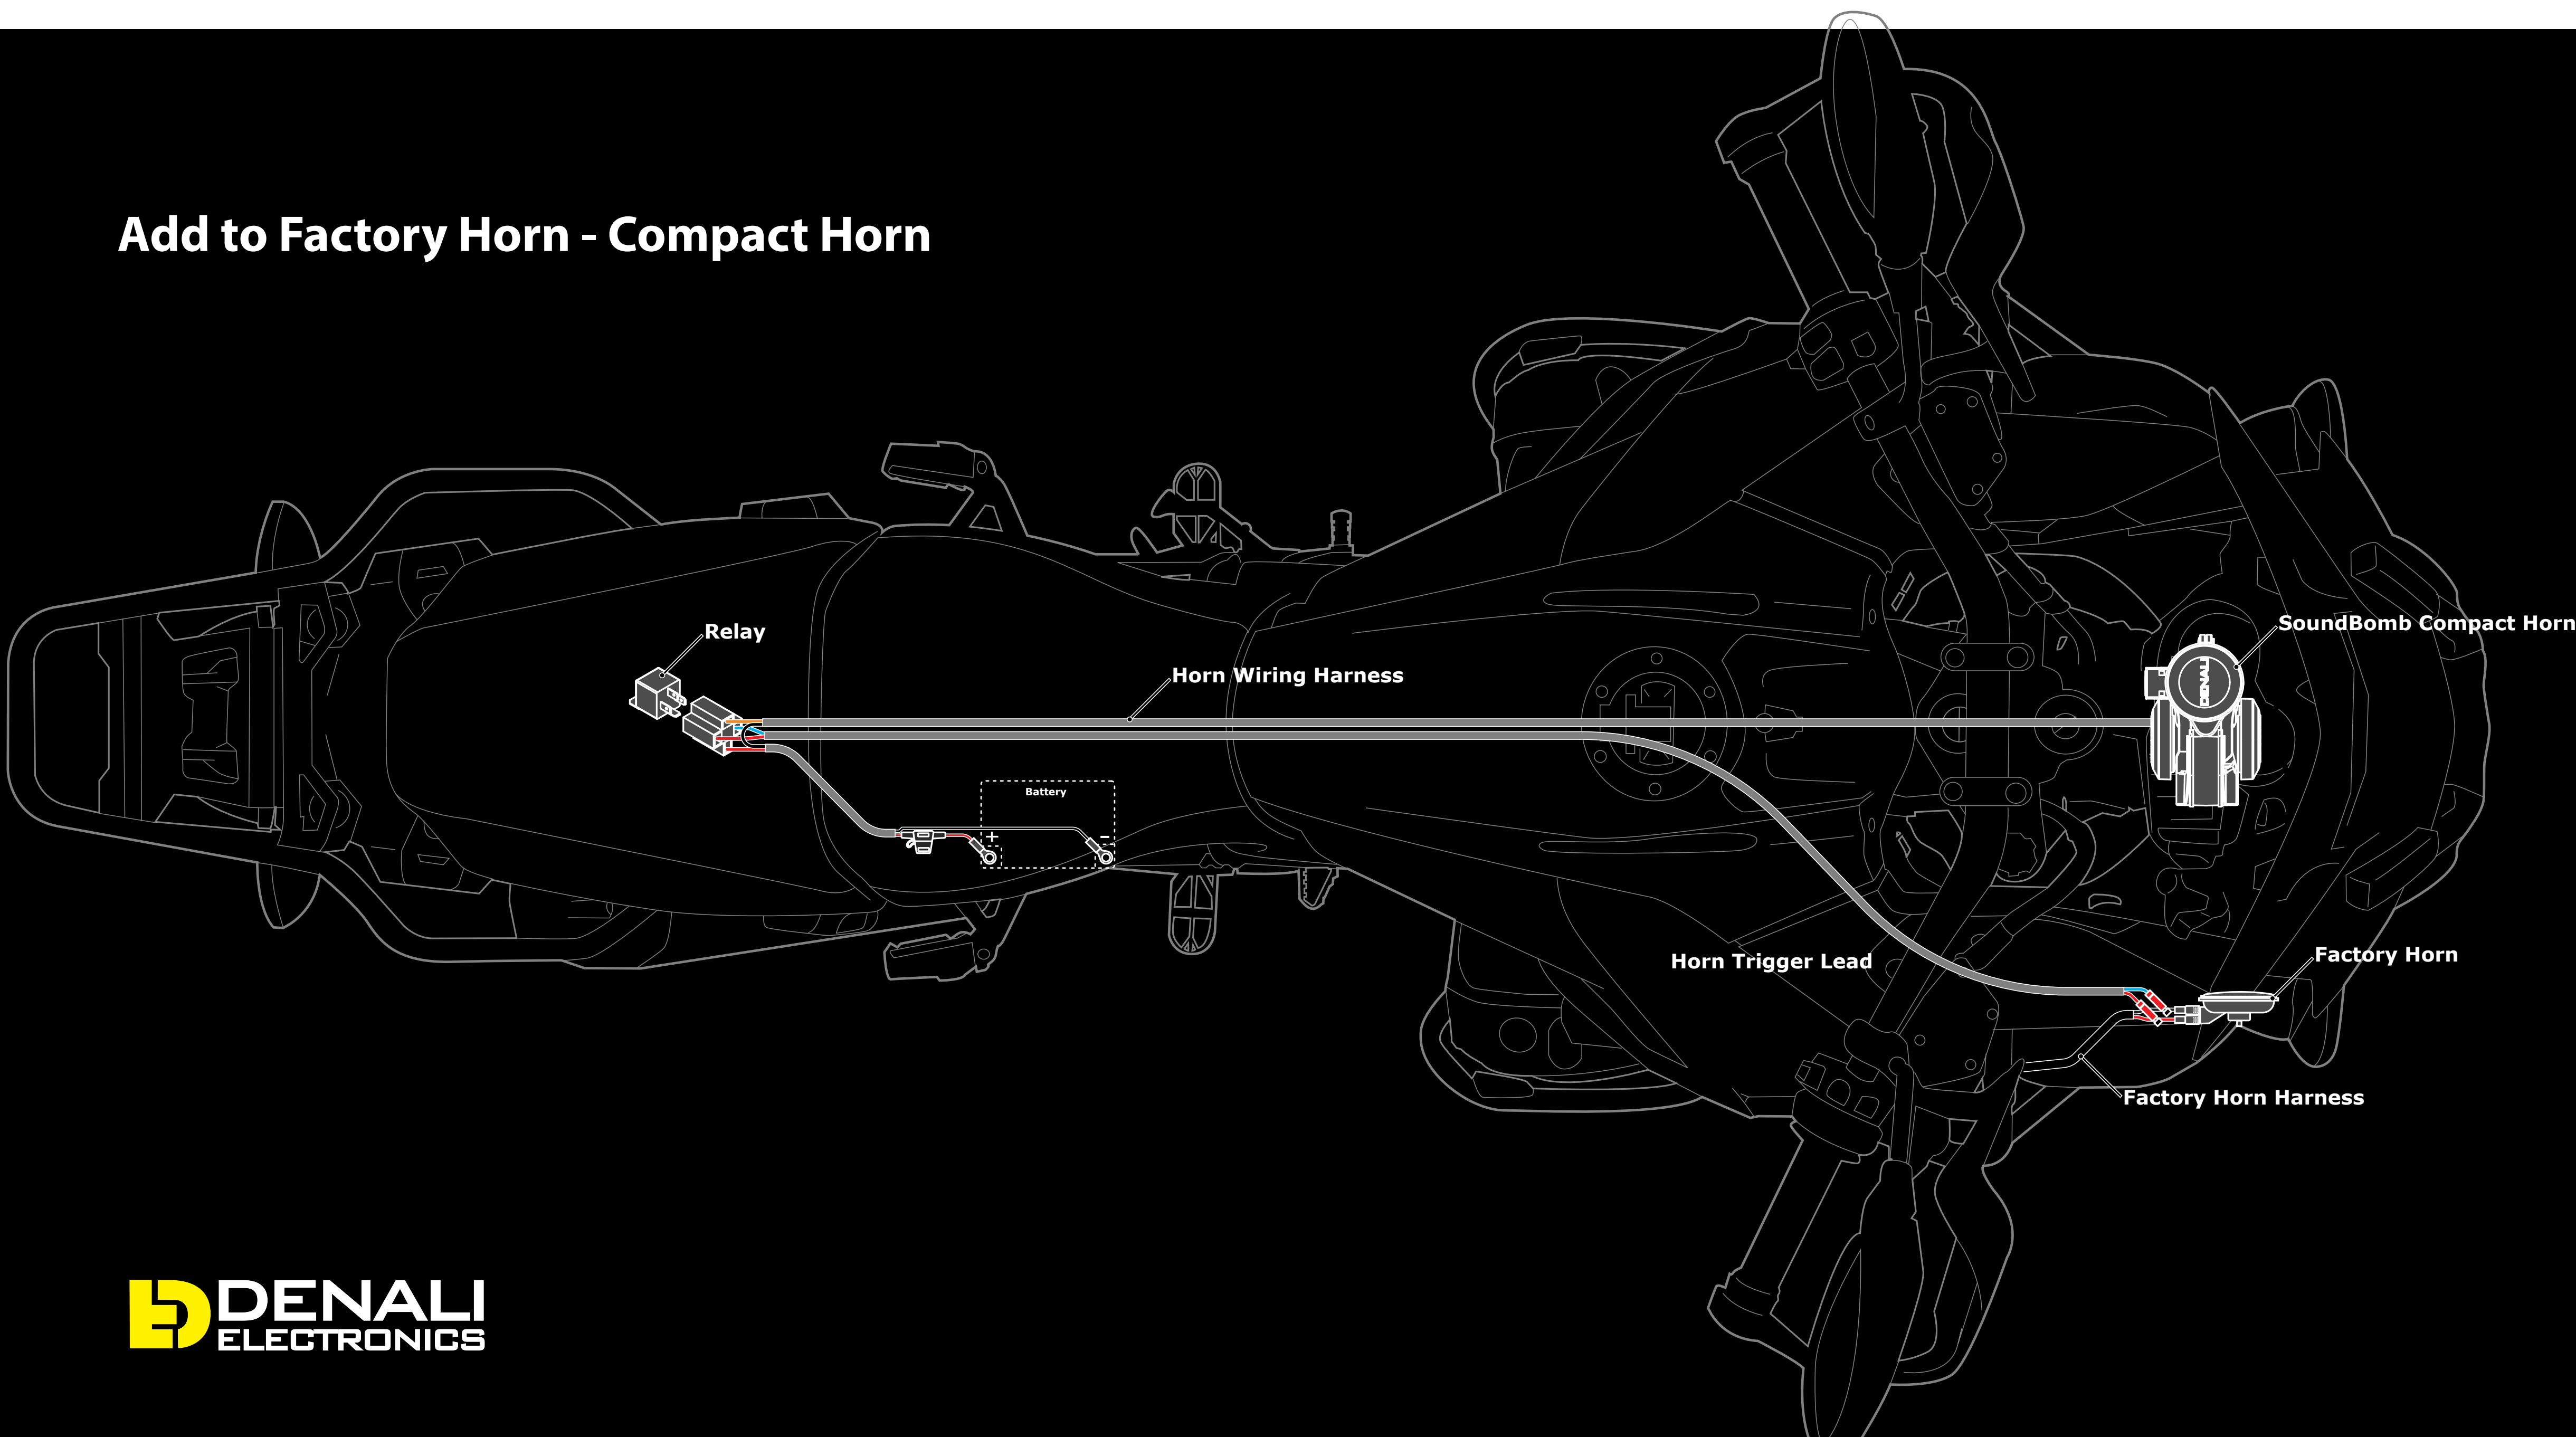 Add to Factory Horn - Compact Horn
SoundBomb Compact Horn
Relay
DENALI
Horn Wiring Harness
Battery
+ −
Factory Horn
Horn Trigger Lead
Factory Horn Harness
DENALI
ELECTRONICS